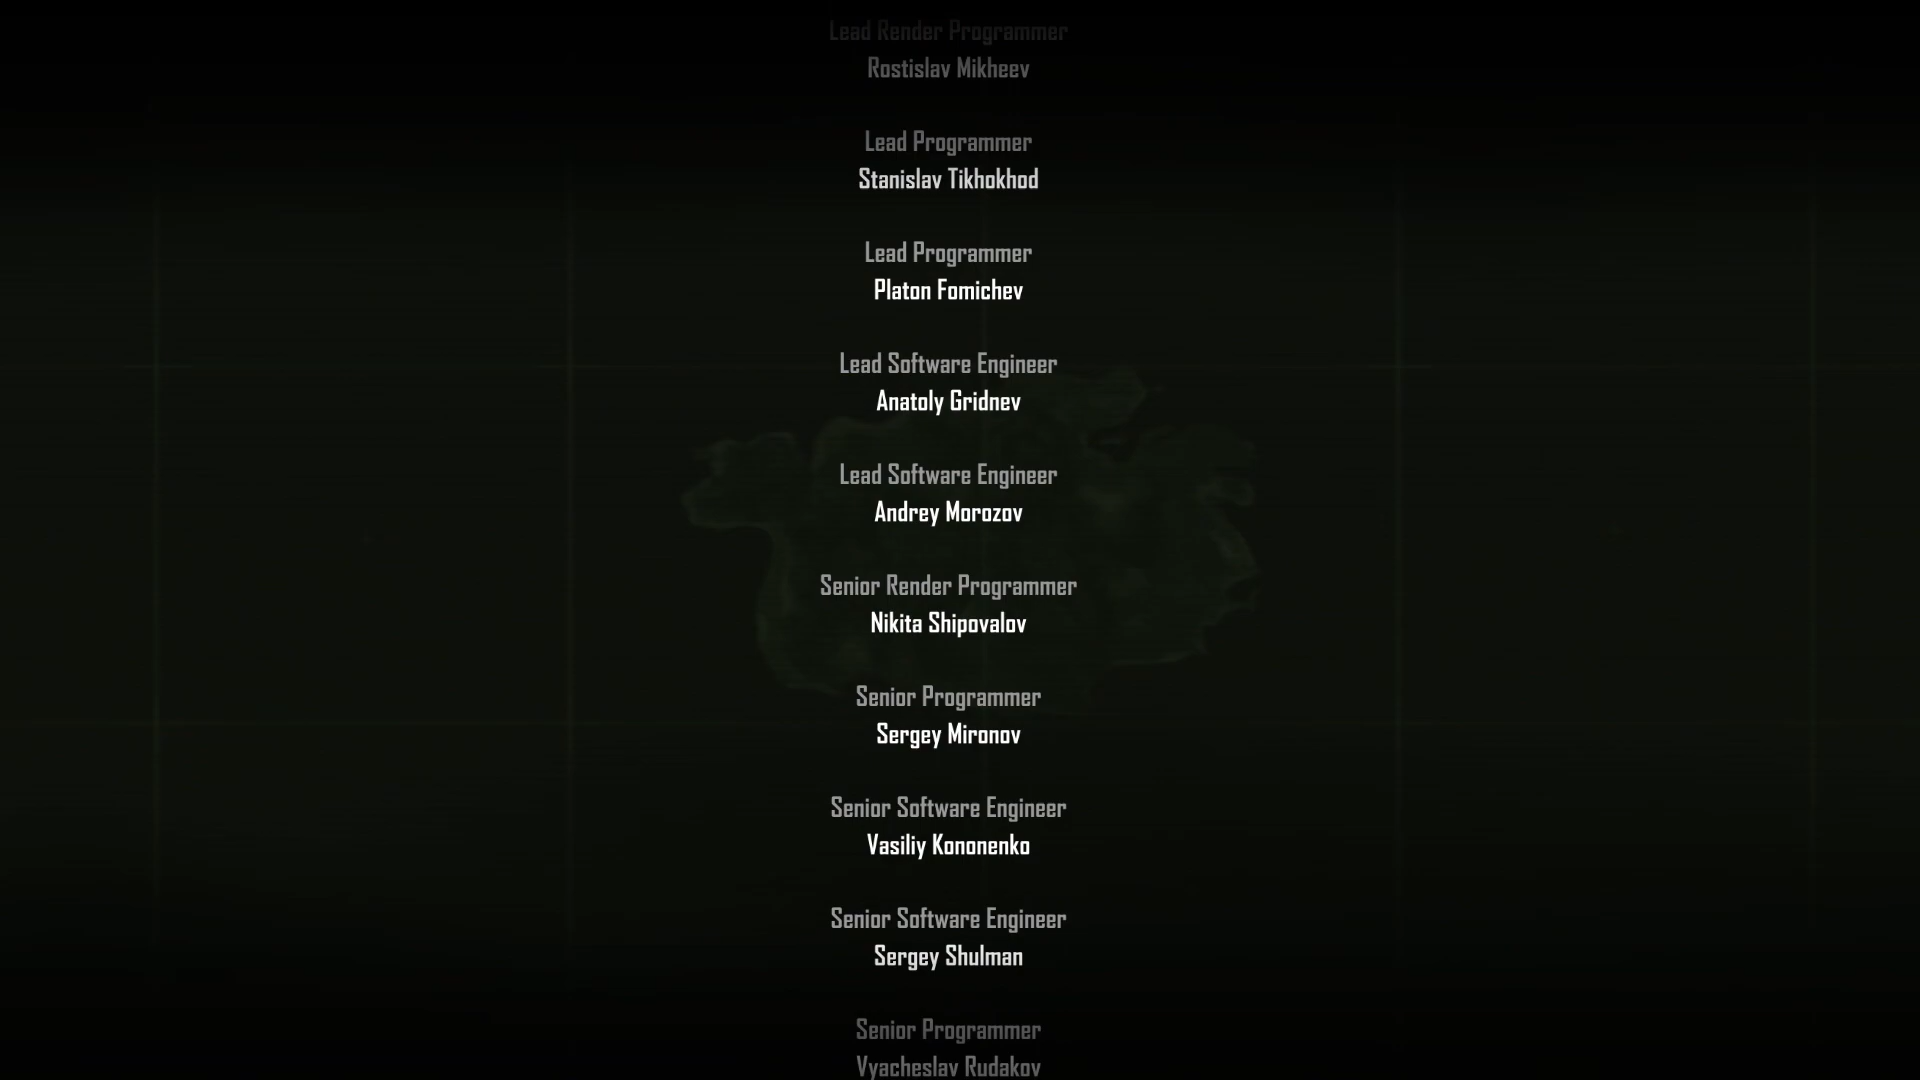 Lead Render Programmer
Rostislav Mikheev
Lead Programmer
Stanislav Tikhokhod
Lead Programmer
Platon Fomichev
Lead Software Engineer
Anatoly Gridnev
Lead Software Engineer
Andrey Morozov
Senior Render Programmer
Nikita Shipovalov
Senior Programmer
Sergey Mironov
Senior Software Engineer
Vasiliy Kononenko
Senior Software Engineer
Sergey Shulman
Senior Programmer
Vyacheslav Rudakov